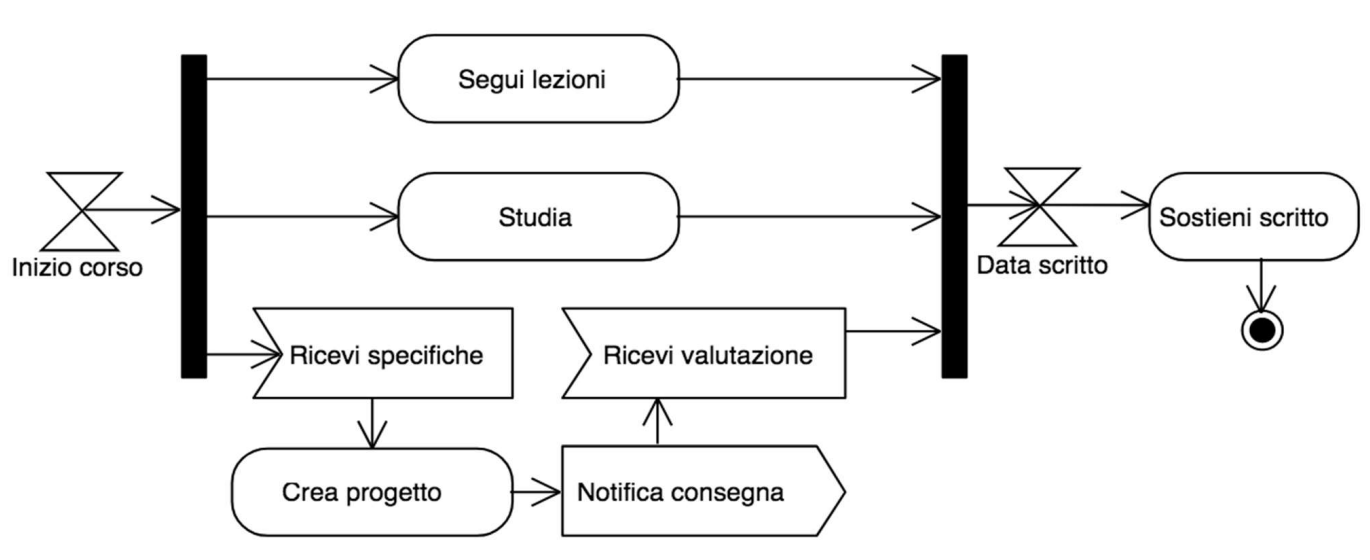 Segui lezioni
Inizio corso
Studia
Data scritto
Sostieni scritto
Ricevi specifiche
Ricevi valutazione
Crea progetto
Notifica consegna